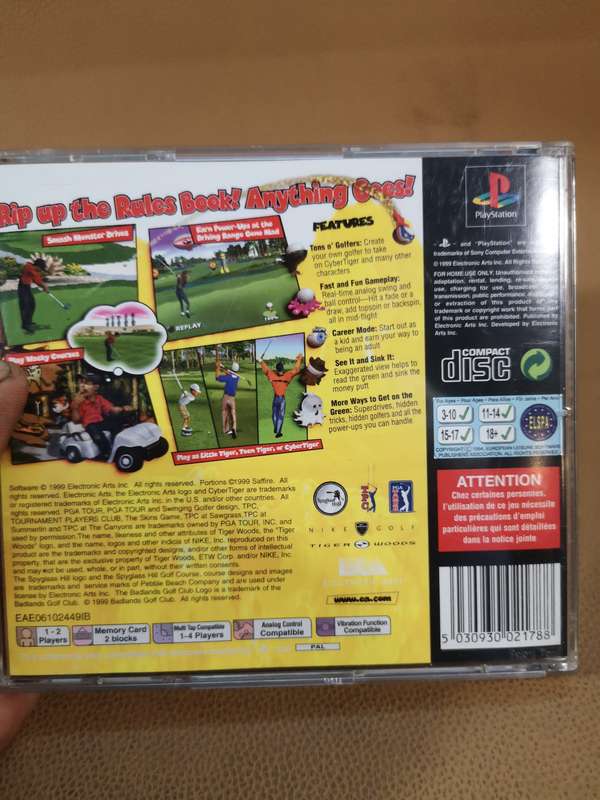 Rip up the Rules Book! Anything Goes!
Smash Monster Drives
Earn Power-Ups at the
Driving Range Gone Mad
REPLAY
Play Wacky Courses
Play as Little Tiger, Teen Tiger, or CyberTiger
FEATURES
Tons o' Golfers: Create
your own golfer to take
on CyberTiger and many other
characters.
Fast and Fun Gameplay:
Real-time analog swing and
ball control—Hit a fade or a
draw, add topspin or backspin,
all in mid-flight
Career Mode: Start out as
a kid and earn your way to
being an adult
See It and Sink It:
Exaggerated view helps to
read the green and sink the
money putt
More Ways to Get on the
Green: Superdrives, hidden
tricks, hidden golfers and all the
power-ups you can handle
Software © 1999 Electronic Arts Inc. All rights reserved. Portions ©1999 Saffire. All
rights reserved. Electronic Arts, the Electronic Arts logo and CyberTiger are trademarks
or registered trademarks of Electronic Arts Inc. in the U.S. and/or other countries. All
rights reserved. PGA TOUR, PGA TOUR and Swinging Golfer design, TPC,
TOURNAMENT PLAYERS CLUB, The Skins Game, TPC at Sawgrass, TPC at
Summerlin and TPC at The Canyons are trademarks owned by PGA TOUR, INC. and
used by permission. The name, likeness and other attributes of Tiger Woods, the "Tiger
Woods" logo, and the name, logos and other indicia of NIKE, Inc. reproduced on this
product are the trademarks and copyrighted designs, and/or other forms of intellectual
property, that are the exclusive property of Tiger Woods, ETW Corp. and/or NIKE, Inc
and may not be used, whole, or in part, without their written consents.
The Spyglass Hill logo and the Spyglass Hill Golf Course, course design and images
are trademarks and service marks of Pebble Beach Company and are used under
license by Electronic Arts Inc. The Badlands Golf Club Logo is a trademark of the
Badlands Golf Club. © 1999 Badlands Golf Club. All rights reserved.
EAE06102449IB
Spyglass Hill
PGA TOUR
NIKE GOLF
TIGER WOODS
ELECTRONIC ARTS
www.ea.com
1 - 2
Players
Memory Card
2 blocks
Multi Tap Compatible
1-4 Players
Analog Control
Compatible
Vibration Function
Compatible
PAL
PlayStation
and "PlayStation" are
trademarks of Sony Computer Entertainment
© 1999 Electronic Arts Inc. All Rights
FOR HOME USE ONLY. Unauthorised
adaptation, rental, lending, re-sale,
use, charging for use, broadcast
transmission, public performance,
or extraction of this product or any
trademark or copyright work that forms part
of this product are prohibited. Published by
Electronic Arts Inc. Developed by Electronic
Arts Inc.
COMPACT
disc
3-10
11-14
15-17
18+
ELSPA
ATTENTION
Chez certaines personnes,
l'utilisation de ce jeu nécessite
des précautions d'emploi
particulières qui sont détaillées
dans la notice jointe
5 030930 021788